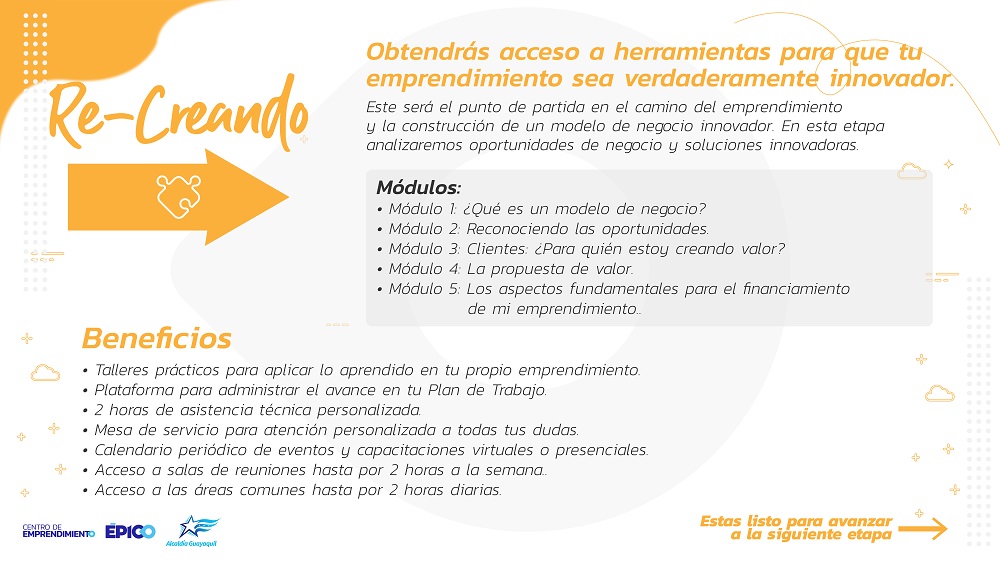 Re-Creando
Obtendrás acceso a herramientas para que tu
emprendimiento sea verdaderamente innovador.
Este será el punto de partida en el camino del emprendimiento
y la construcción de un modelo de negocio innovador. En esta etapa
analizaremos oportunidades de negocio y soluciones innovadoras.
Módulos:
• Módulo 1: ¿Qué es un modelo de negocio?
• Módulo 2: Reconociendo las oportunidades.
• Módulo 3: Clientes: ¿Para quién estoy creando valor?
• Módulo 4: La propuesta de valor.
• Módulo 5: Los aspectos fundamentales para el financiamiento
de mi emprendimiento..
Beneficios
• Talleres prácticos para aplicar lo aprendido en tu propio emprendimiento.
• Plataforma para administrar el avance en tu Plan de Trabajo.
• 2 horas de asistencia técnica personalizada.
• Mesa de servicio para atención personalizada a todas tus dudas.
• Calendario periódico de eventos y capacitaciones virtuales o presenciales.
• Acceso a salas de reuniones hasta por 2 horas a la semana..
• Acceso a las áreas comunes hasta por 2 horas diarias.
CENTRO DE
EMPRENDIMIENTO
ÉPICO
Alcaldía Guayaquil
Estas listo para avanzar
a la siguiente etapa